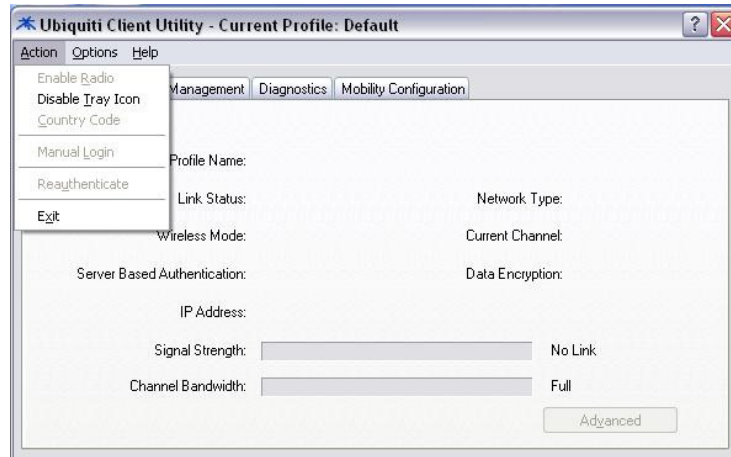 Ubiquiti Client Utility - Current Profile: Default
Action Options Help
Enable Radio
Disable Tray Icon
Country Code
Manual Login
Reauthenticate
Exit
Management Diagnostics Mobility Configuration
Profile Name:
Link Status: Network Type:
Wireless Mode: Current Channel:
Server Based Authentication: Data Encryption:
IP Address:
Signal Strength: No Link
Channel Bandwidth: Full
Advanced